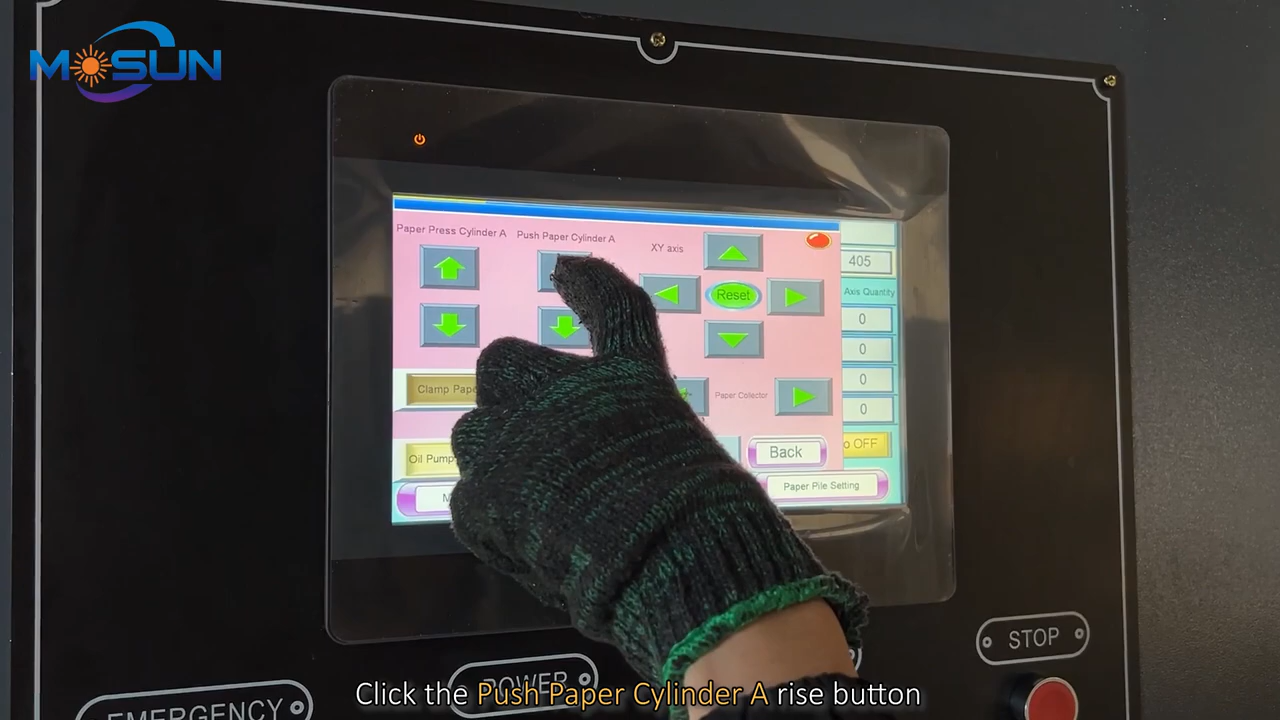 MOSUN
Paper Press Cylinder A
Push Paper Cylinder A
XY axis
405
Reset
Axis Quantity
0
0
0
0
Clamp Pape
Paper Collector
OFF
Oil Pump
Back
Paper Pile Setting
STOP
POWER
EMERGENCY
Click the Push Paper Cylinder A rise button